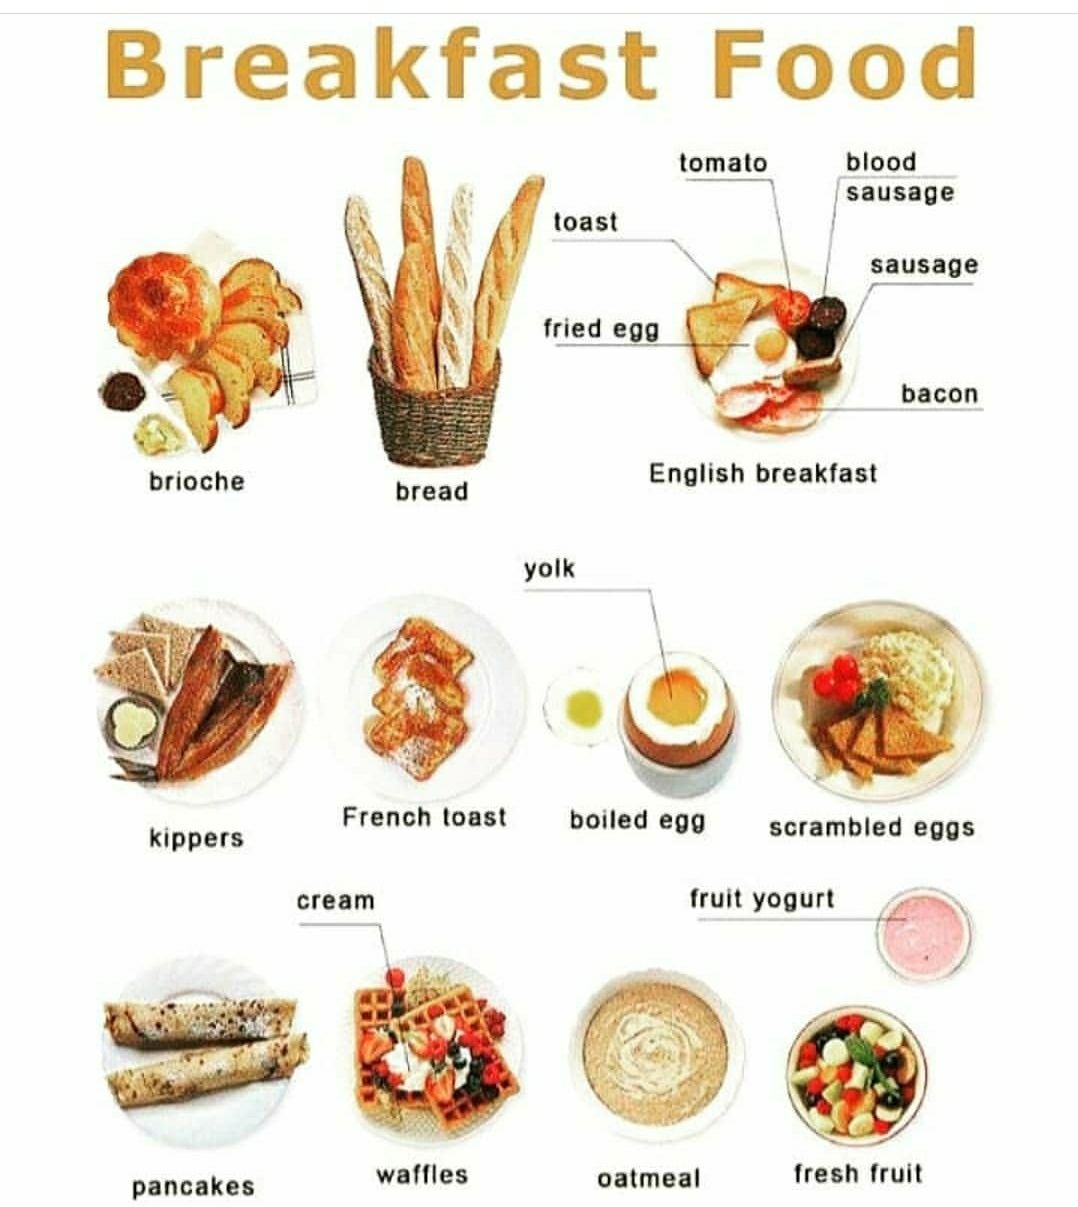 Breakfast Food
tomato
blood
sausage
toast
sausage
fried egg
bacon
brioche
bread
English breakfast
yolk
kippers
French toast
boiled egg
scrambled eggs
cream
fruit yogurt
pancakes
waffles
oatmeal
fresh fruit